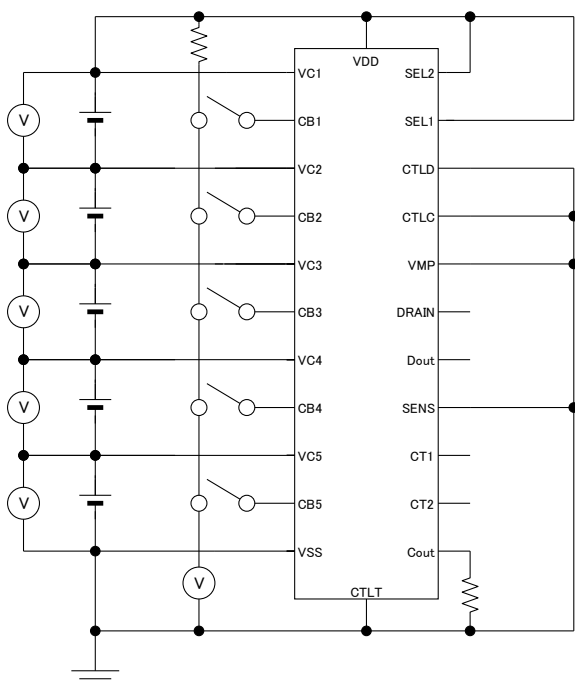 VDD
VC1
SEL2
V
CB1
SEL1
VC2
CTLD
V
CB2
CTLC
VC3
VMP
V
CB3
DRAIN
VC4
Dout
V
CB4
SENS
VC5
CT1
V
CB5
CT2
VSS
Cout
V
CTLT